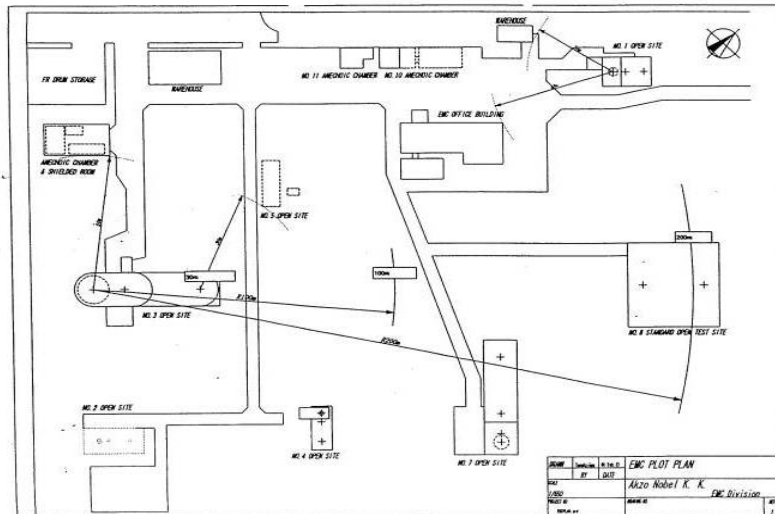 WAREHOUSE
NO.1 OPEN SITE
NO.11 ANECHOIC CHAMBER
NO.10 ANECHOIC CHAMBER
FR DRUM STORAGE
WAREHOUSE
EMC OFFICE BUILDING
ANECHOIC CHAMBER
& SHIELDED ROOM
NO.5 OPEN SITE
200m
30m
100m
R100m
NO.3 OPEN SITE
R200m
NO.8 STANDARD OPEN TEST SITE
NO.2 OPEN SITE
NO.4 OPEN SITE
NO.7 OPEN SITE
DRAWN
BY
DATE
EMC PLOT PLAN
Akzo Nobel K. K.
EMC Division